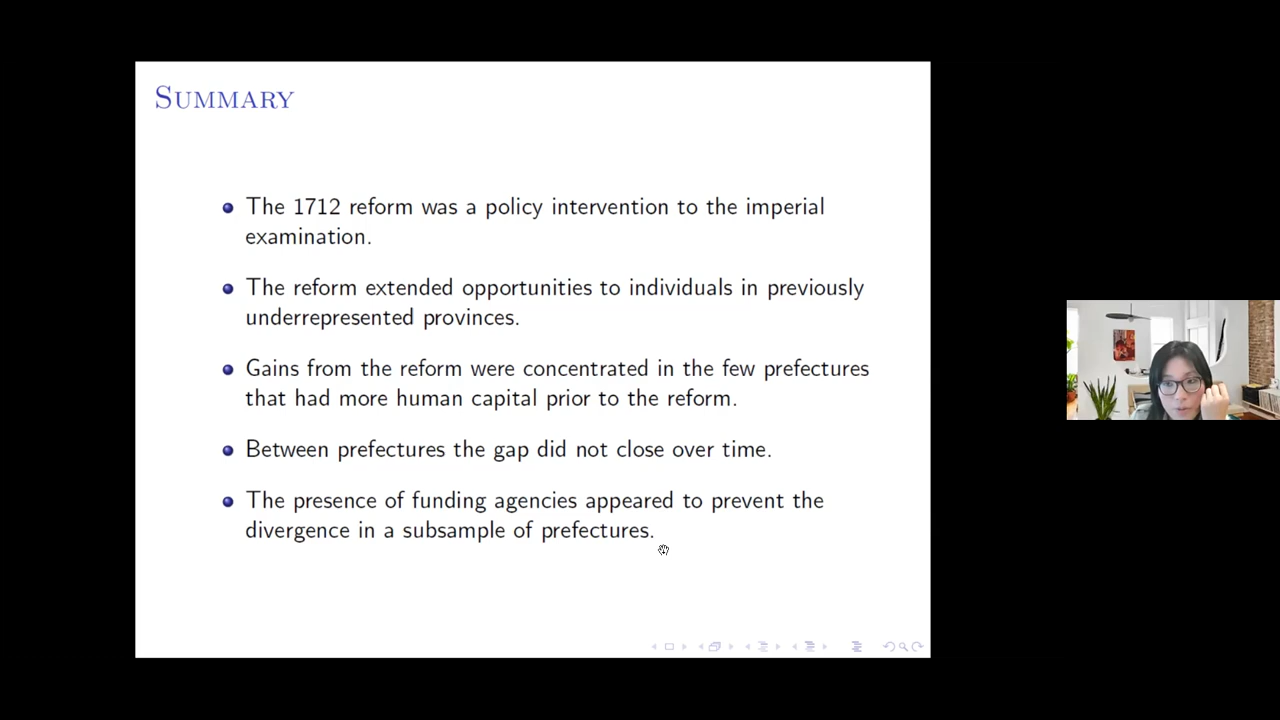 SUMMARY
The 1712 reform was a policy intervention to the imperial
examination.
The reform extended opportunities to individuals in previously
underrepresented provinces.
Gains from the reform were concentrated in the few prefectures
that had more human capital prior to the reform.
Between prefectures the gap did not close over time.
The presence of funding agencies appeared to prevent the
divergence in a subsample of prefectures.